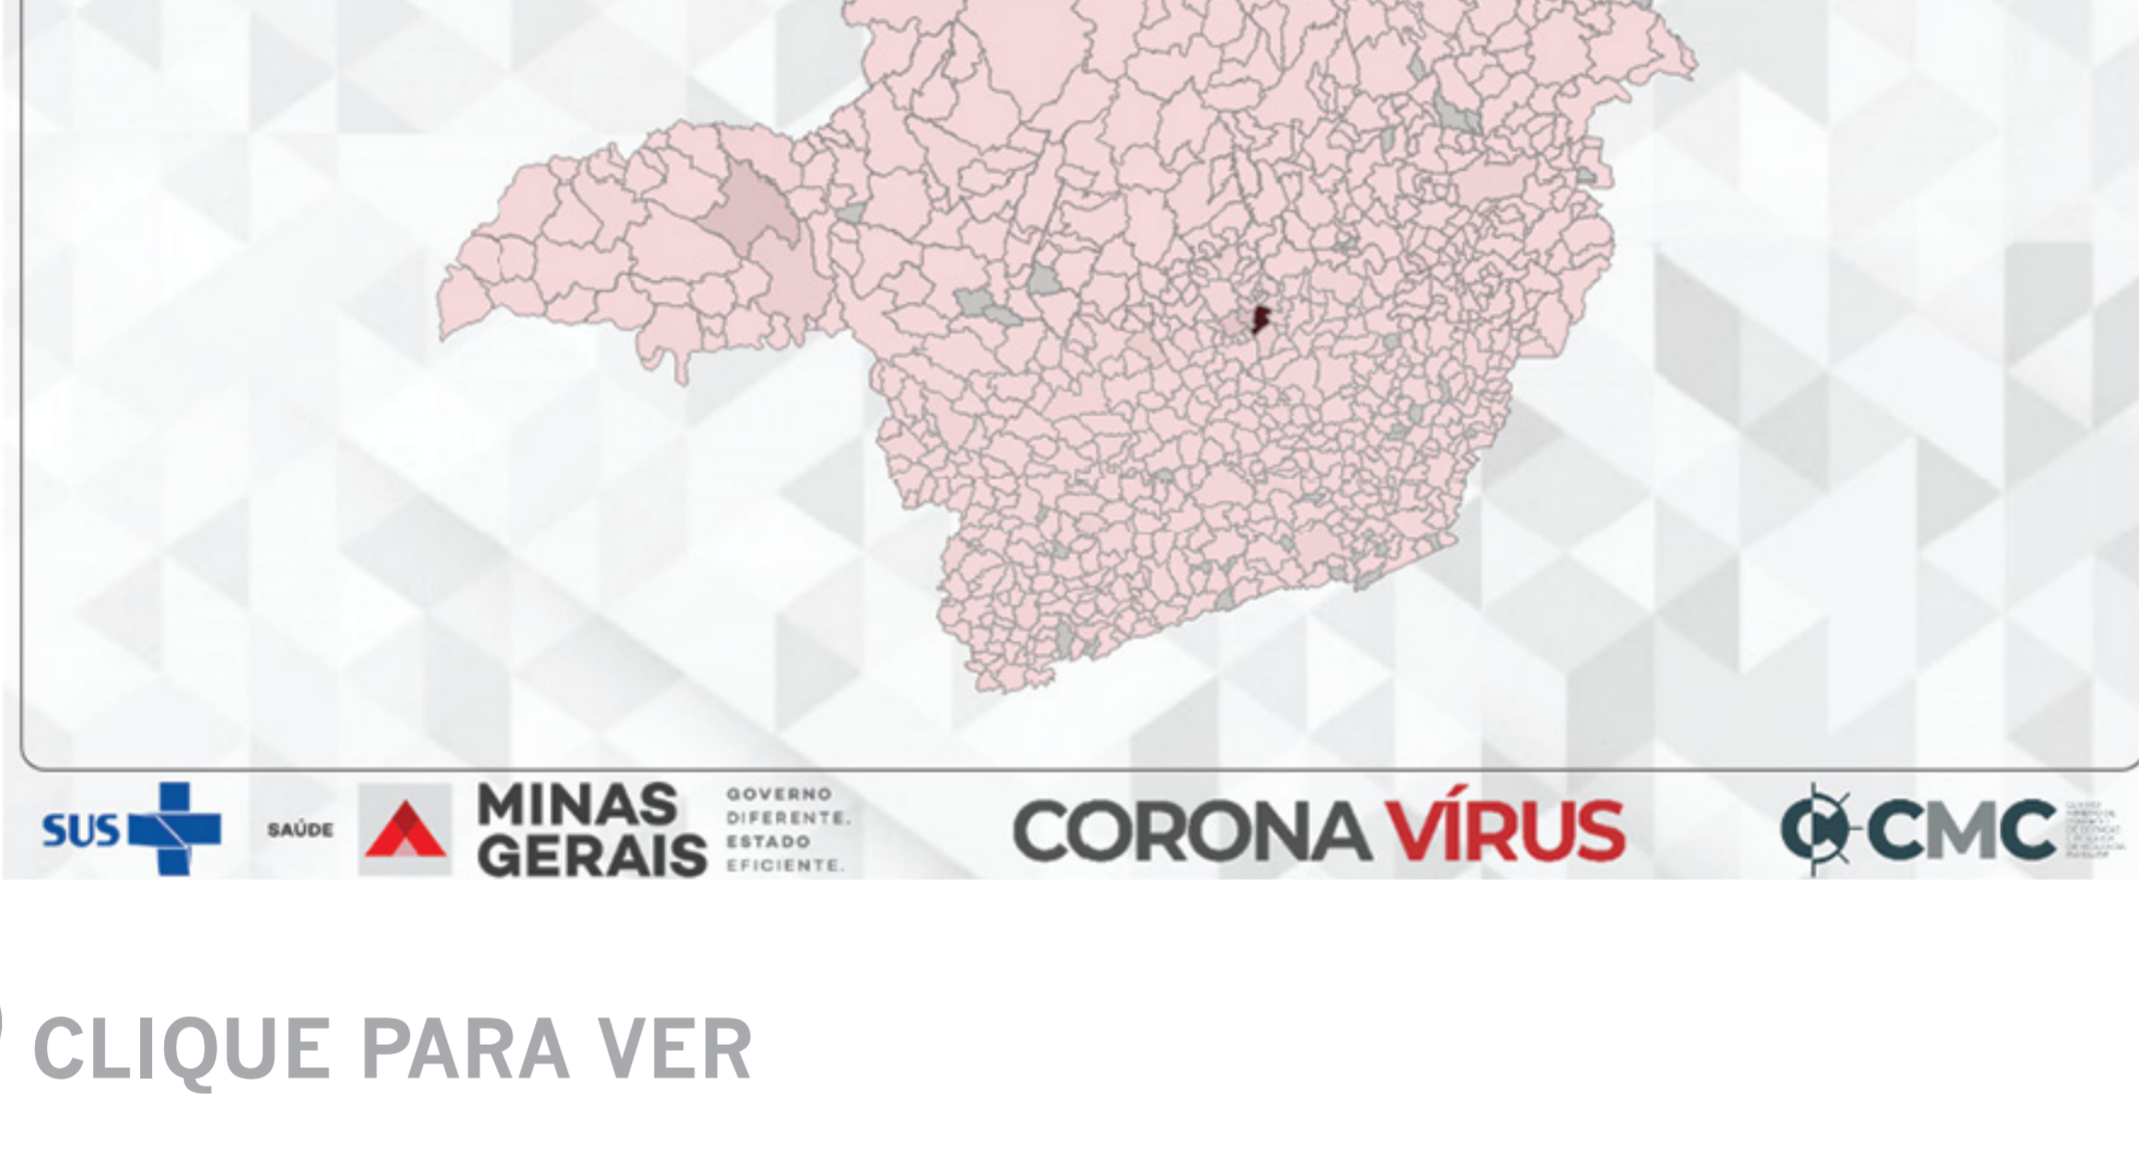 SUS
SAÚDE
MINAS
GERAIS
GOVERNO
DIFERENTE.
ESTADO
EFICIENTE.
CORONA VÍRUS
CMC
CLIQUE PARA VER